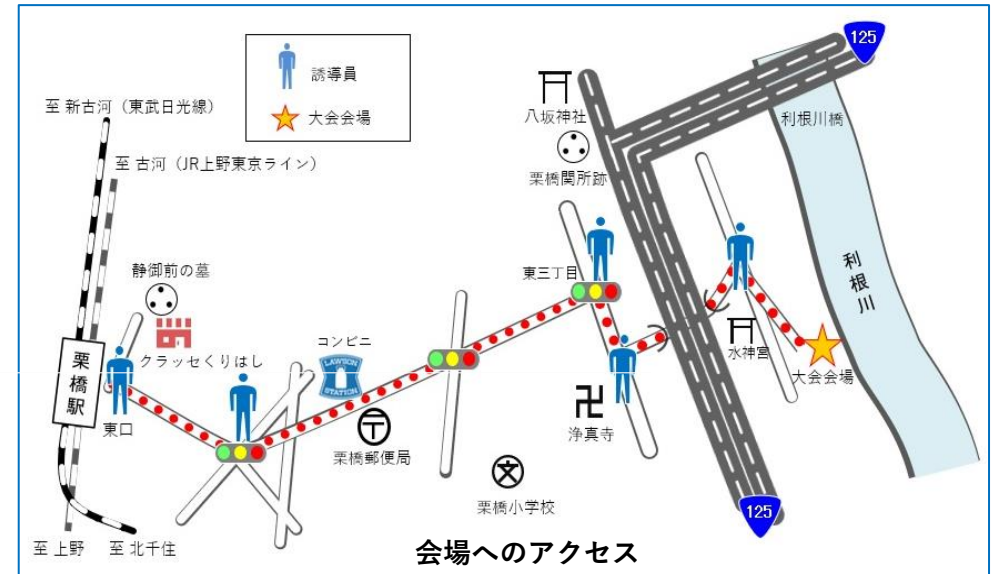 誘導員
大会会場
至 新古河（東武日光線）
至 古河（JR上野東京ライン）
125
利根川橋
八坂神社
栗橋関所跡
静御前の墓
クラッセくりはし
東三丁目
利根川
コンビニ
LAWSON
STATION
水神宮
大会会場
栗橋駅
東口
栗橋郵便局
浄真寺
文
栗橋小学校
125
至 上野
至 北千住
会場へのアクセス